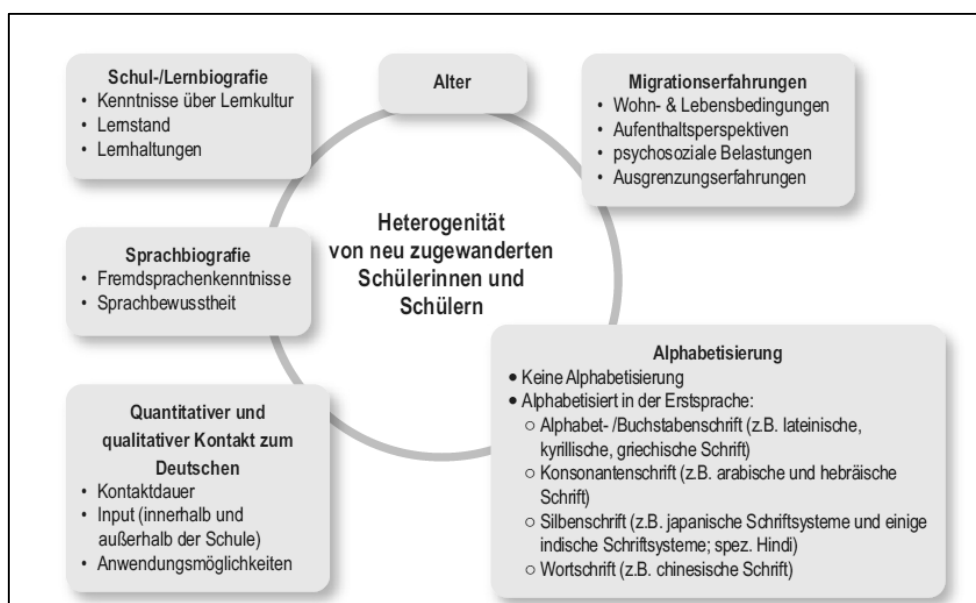 Schul-/Lernbiografie
• Kenntnisse über Lernkultur
• Lernstand
• Lernhaltungen
Alter
Migrationserfahrungen
• Wohn- & Lebensbedingungen
• Aufenthaltsperspektiven
• psychosoziale Belastungen
• Ausgrenzungserfahrungen
Heterogenität
von neu zugewanderten
Schülerinnen und
Schülern
Sprachbiografie
• Fremdsprachenkenntnisse
• Sprachbewusstheit
Quantitativer und
qualitativer Kontakt zum
Deutschen
• Kontaktdauer
• Input (innerhalb und
außerhalb der Schule)
• Anwendungsmöglichkeiten
Alphabetisierung
• Keine Alphabetisierung
• Alphabetisiert in der Erstsprache:
○ Alphabet- /Buchstabenschrift (z.B. lateinische,
kyrillische, griechische Schrift)
○ Konsonantenschrift (z.B. arabische und hebräische
Schrift)
○ Silbenschrift (z.B. japanische Schriftsysteme und einige
indische Schriftsysteme; spez. Hindi)
○ Wortschrift (z.B. chinesische Schrift)